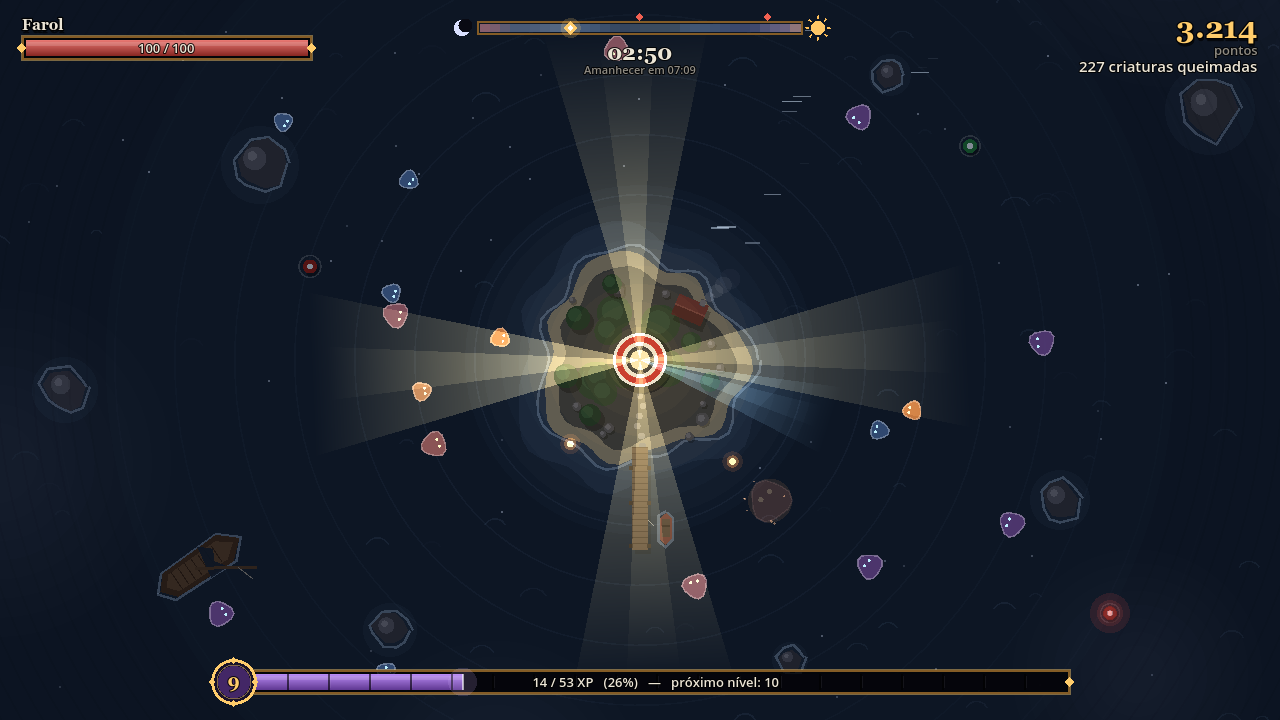 Farol
100 / 100
02:50
Amanhecer em 07:09
3.214
pontos
227 criaturas queimadas
9
14 / 53 XP (26%) — próximo nível: 10